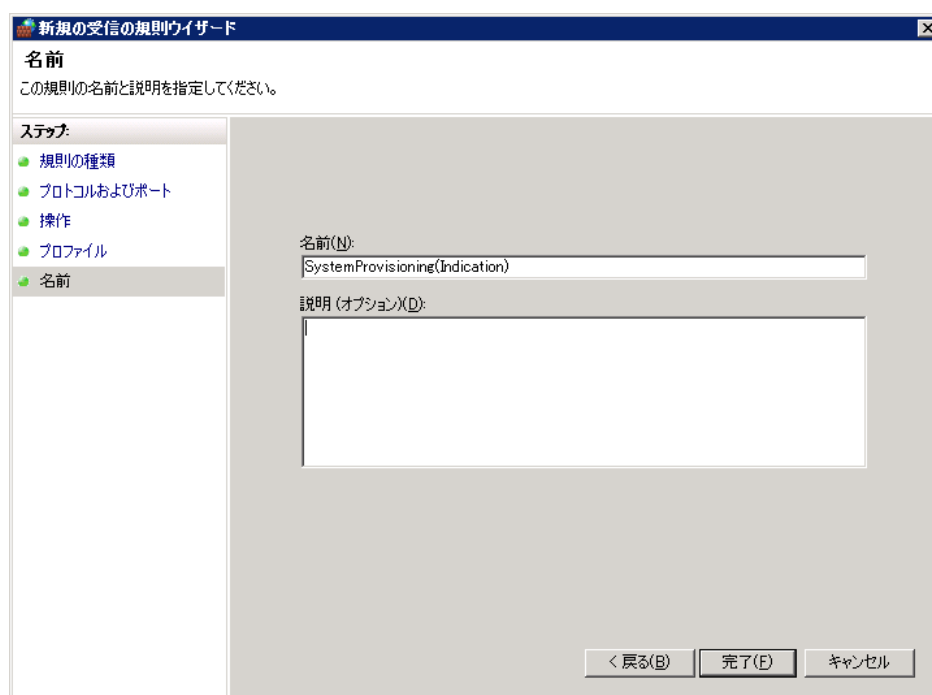 新規の受信の規則ウィザード
名前
この規則の名前と説明を指定してください。
ステップ:
規則の種類
プロトコルおよびポート
操作
プロファイル
名前
名前(N):
SystemProvisioning(Indication)
説明 (オプション)(D):
< 戻る(B)
完了(F)
キャンセル